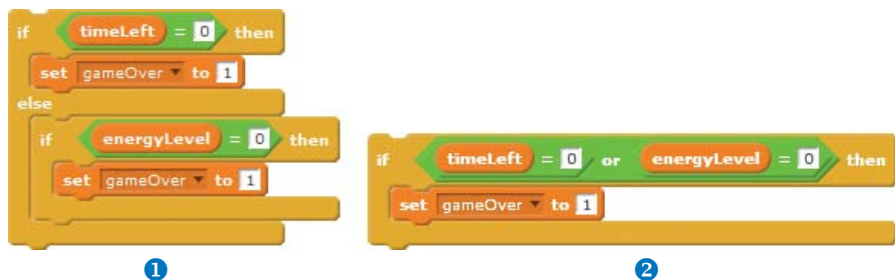 if timeLeft = 0 then
set gameOver to 1
else
if energyLevel = 0 then
set gameOver to 1
if timeLeft = 0 or energyLevel = 0 then
set gameOver to 1
1
2